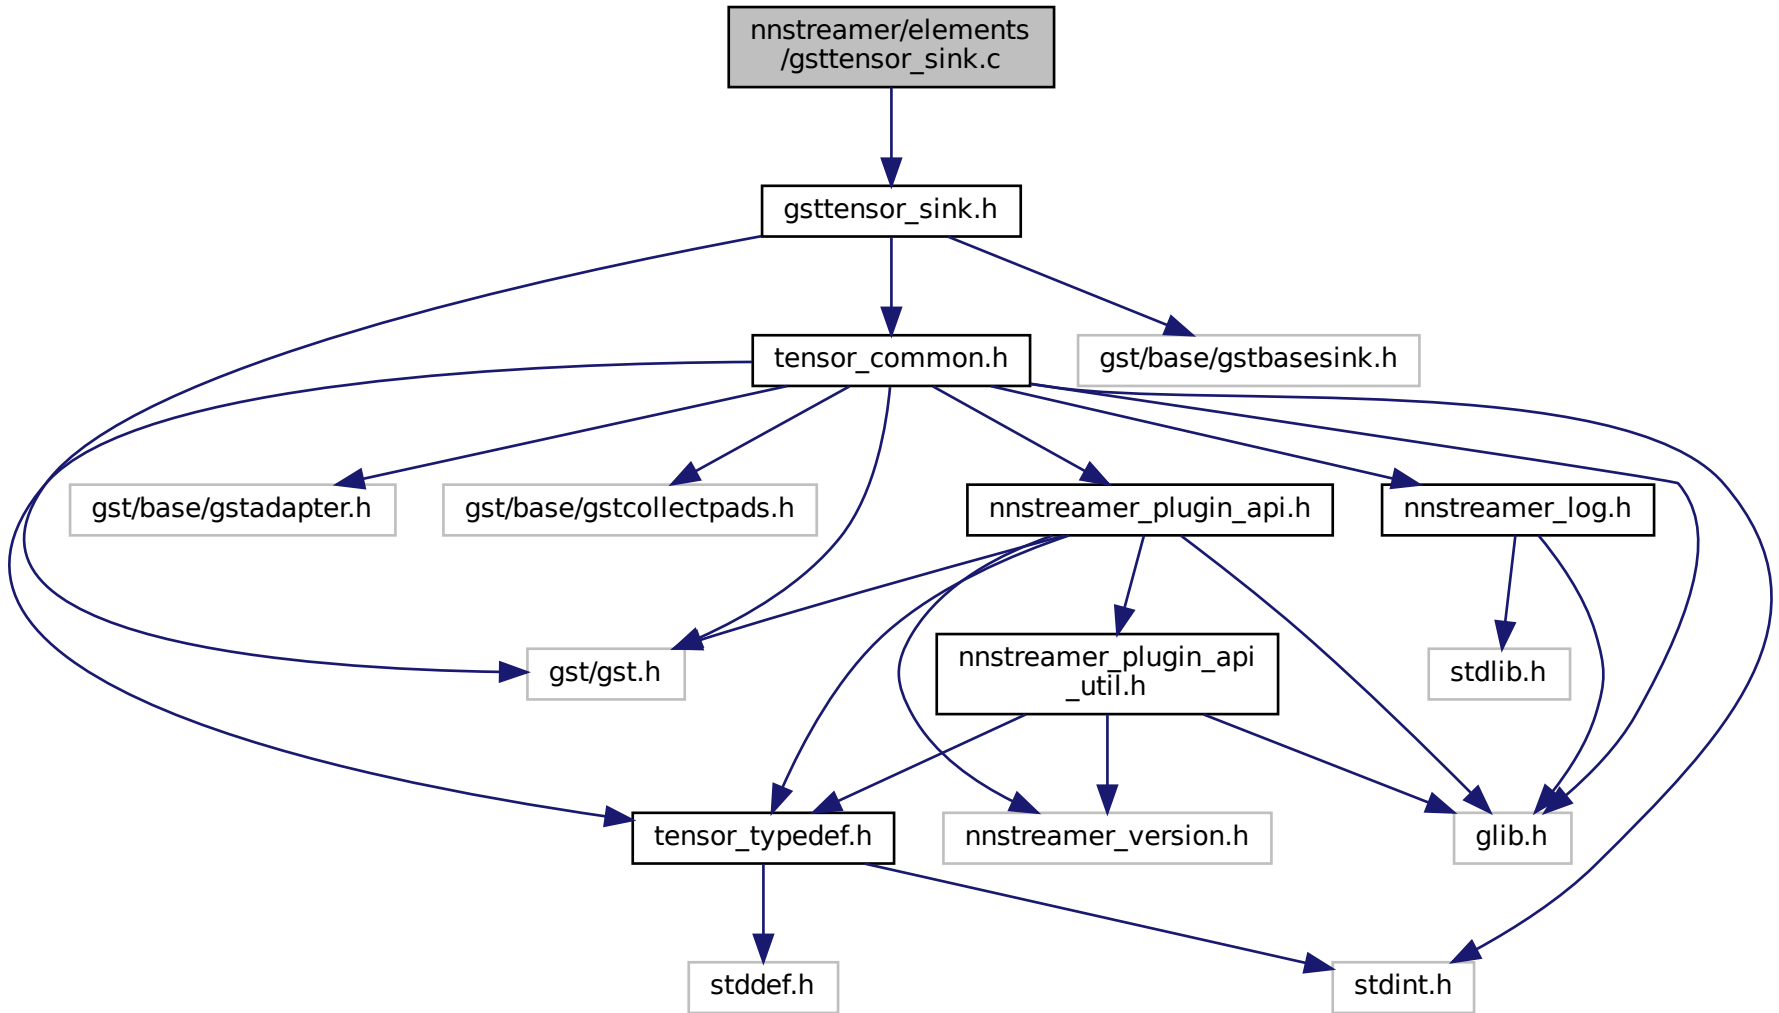 nnstreamer/elements
/gsttensor_sink.c
gsttensor_sink.h
tensor_common.h
gst/base/gstbasesink.h
gst/base/gstadapter.h
gst/base/gstcollectpads.h
nnstreamer_plugin_api.h
nnstreamer_log.h
gst/gst.h
nnstreamer_plugin_api
_util.h
stdlib.h
tensor_typedef.h
nnstreamer_version.h
glib.h
stddef.h
stdint.h